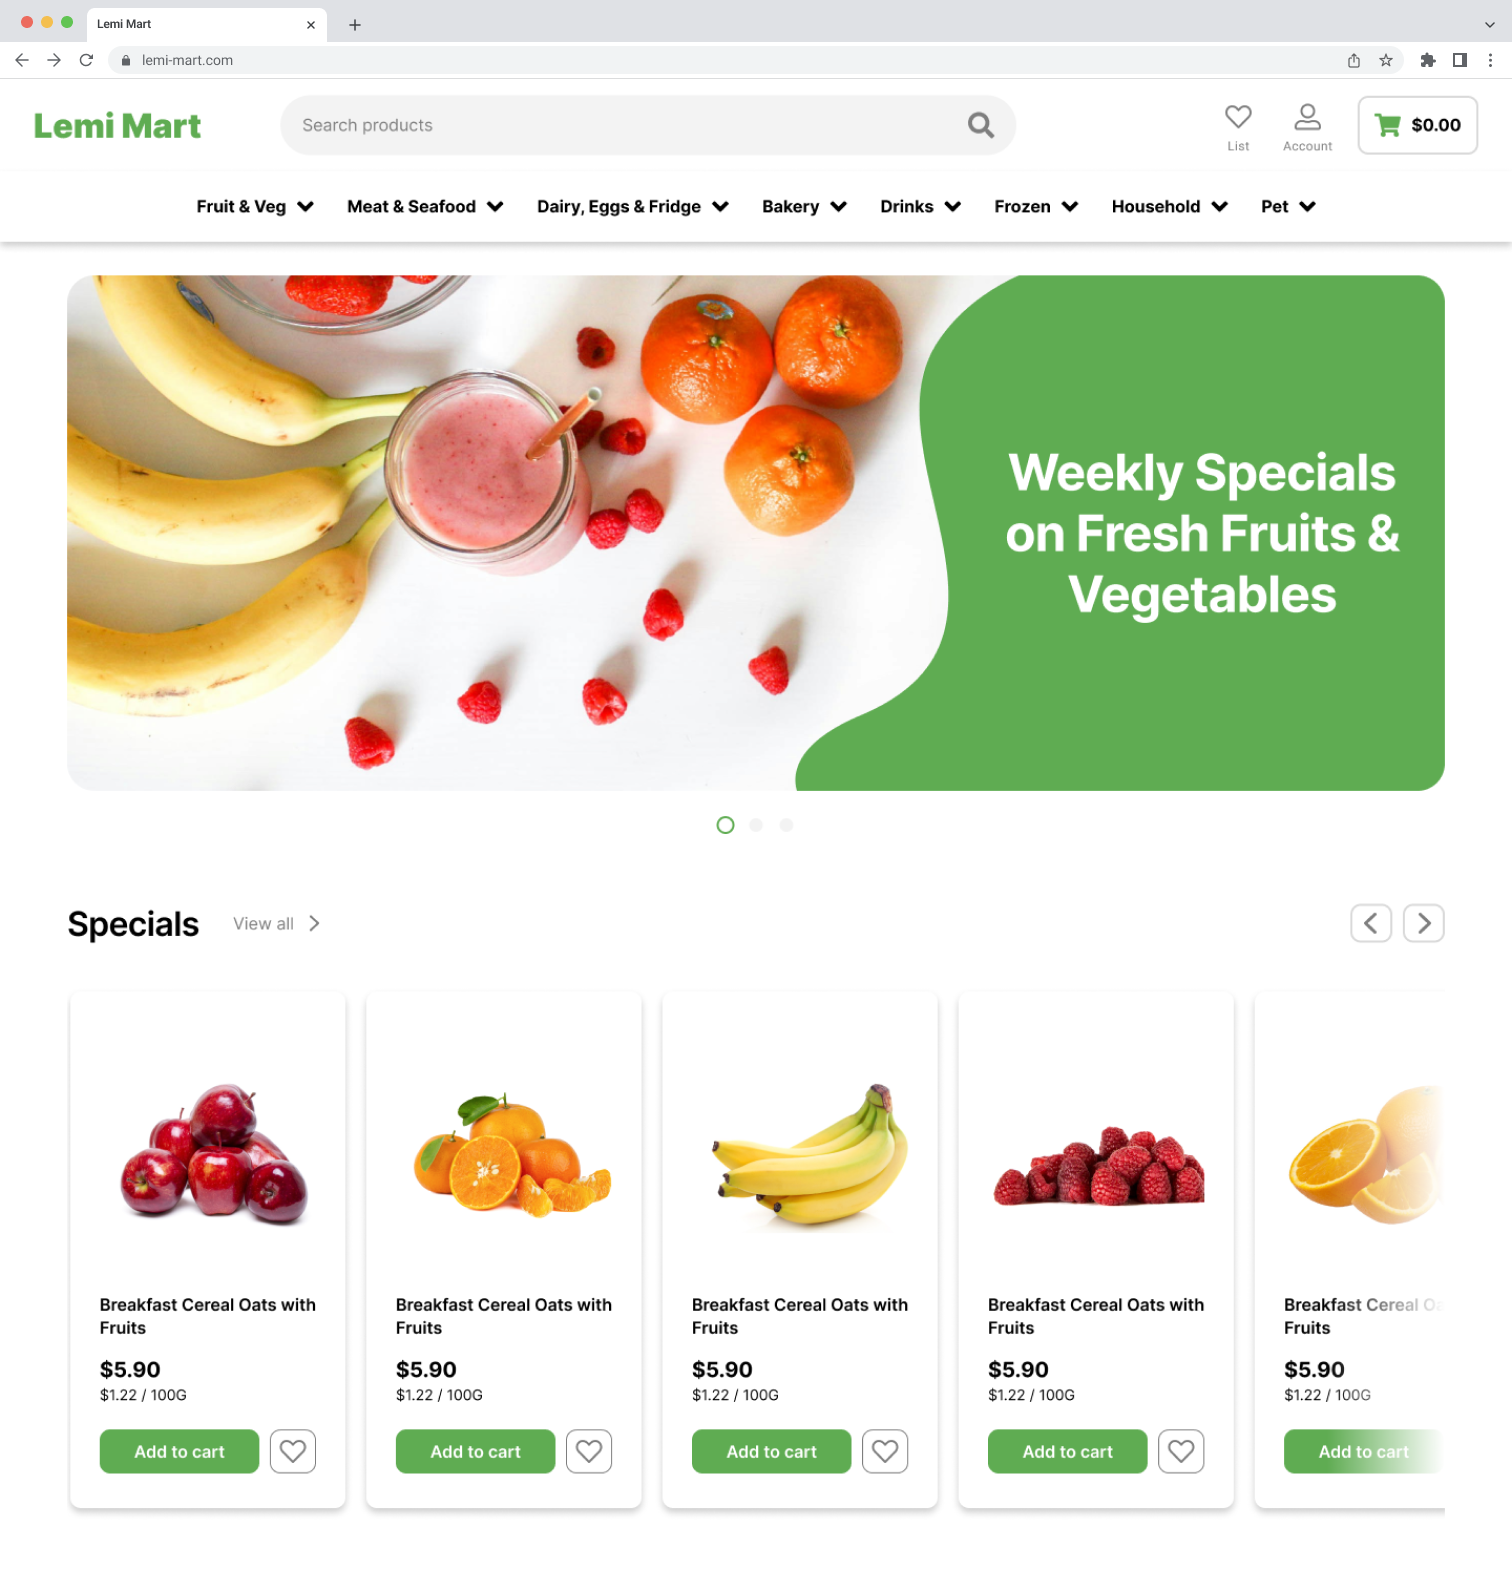 Lemi Mart
lemi-mart.com
Lemi Mart
Search products
List
Account
$0.00
Fruit & Veg
Meat & Seafood
Dairy, Eggs & Fridge
Bakery
Drinks
Frozen
Household
Pet
Weekly Specials
on Fresh Fruits &
Vegetables
Specials
View all
Breakfast Cereal Oats with
Fruits
$5.90
$1.22 / 100G
Add to cart
Breakfast Cereal Oats with
Fruits
$5.90
$1.22 / 100G
Add to cart
Breakfast Cereal Oats with
Fruits
$5.90
$1.22 / 100G
Add to cart
Breakfast Cereal Oats with
Fruits
$5.90
$1.22 / 100G
Add to cart
Breakfast Cereal Oa
Fruits
$5.90
$1.22 / 100G
Add to cart